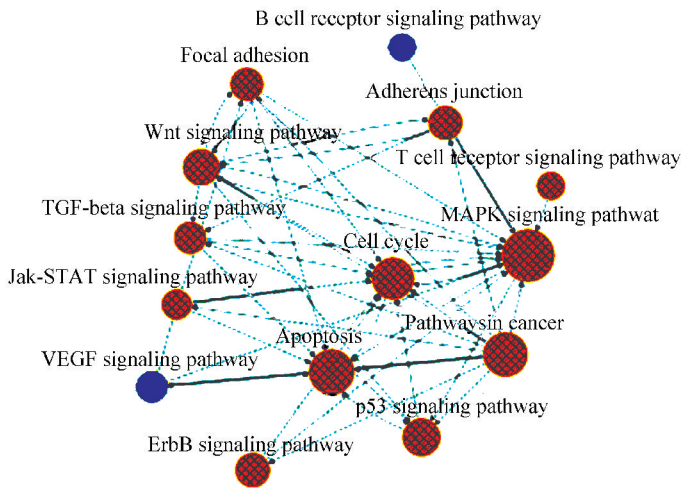 B cell receptor signaling pathway
Focal adhesion
Adherens junction
Wnt signaling pathway
T cell receptor signaling pathway
TGF-beta signaling pathway
MAPK signaling pathwat
Cell cycle
Jak-STAT signaling pathway
Apoptosis
Pathwaysin cancer
VEGF signaling pathway
p53 signaling pathway
ErbB signaling pathway